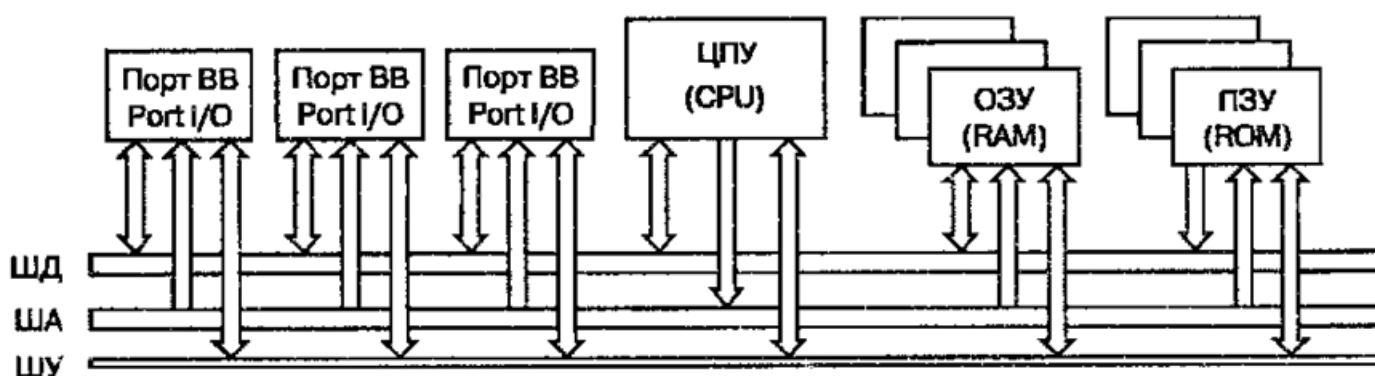 Порт ВВ
Port i/O
Порт ВВ
Port i/O
Порт ВВ
Port I/O
ЦПУ
(CPU)
ОЗУ
(RAM)
ПЗУ
(ROM)
ШД
ША
ШУ